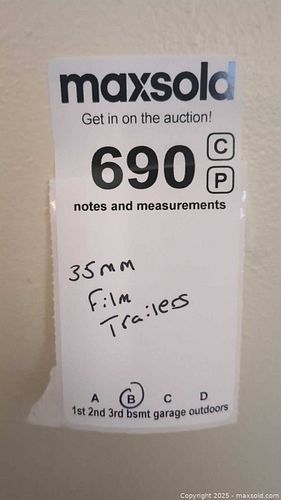 maxsold
Get in on the auction!
690
C
P
notes and measurements
35mm
Film
Trailers
A B C D
1st 2nd 3rd bsmt garage outdoors
Copyright 2025 - maxsold.com